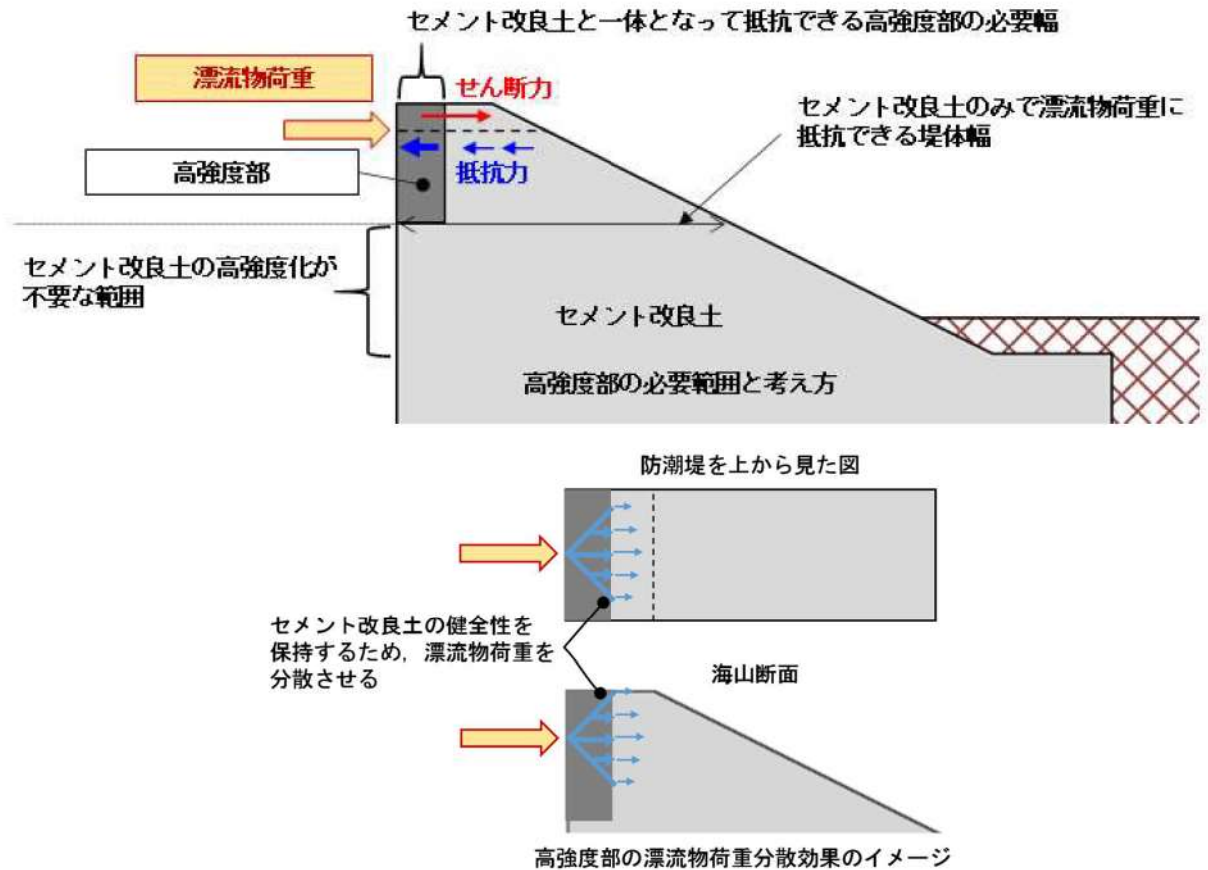 セメント改良土と一体となって抵抗できる高強度部の必要幅
漂流物荷重
せん断力
セメント改良土のみで漂流物荷重に
抵抗できる堤体幅
高強度部
抵抗力
セメント改良土の高強度化が
不要な範囲
セメント改良土
高強度部の必要範囲と考え方
防潮堤を上から見た図
セメント改良土の健全性を
保持するため，漂流物荷重を
分散させる
海山断面
高強度部の漂流物荷重分散効果のイメージ